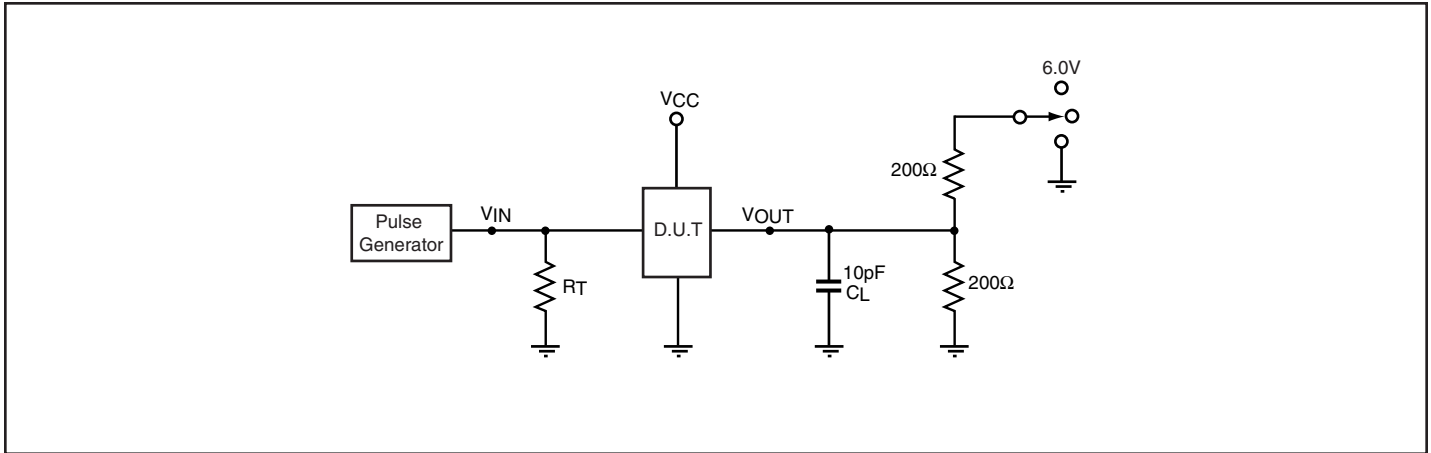 6.0V
VCC
200Ω
Pulse
Generator
VIN
D.U.T
VOUT
RT
10pF
CL
200Ω